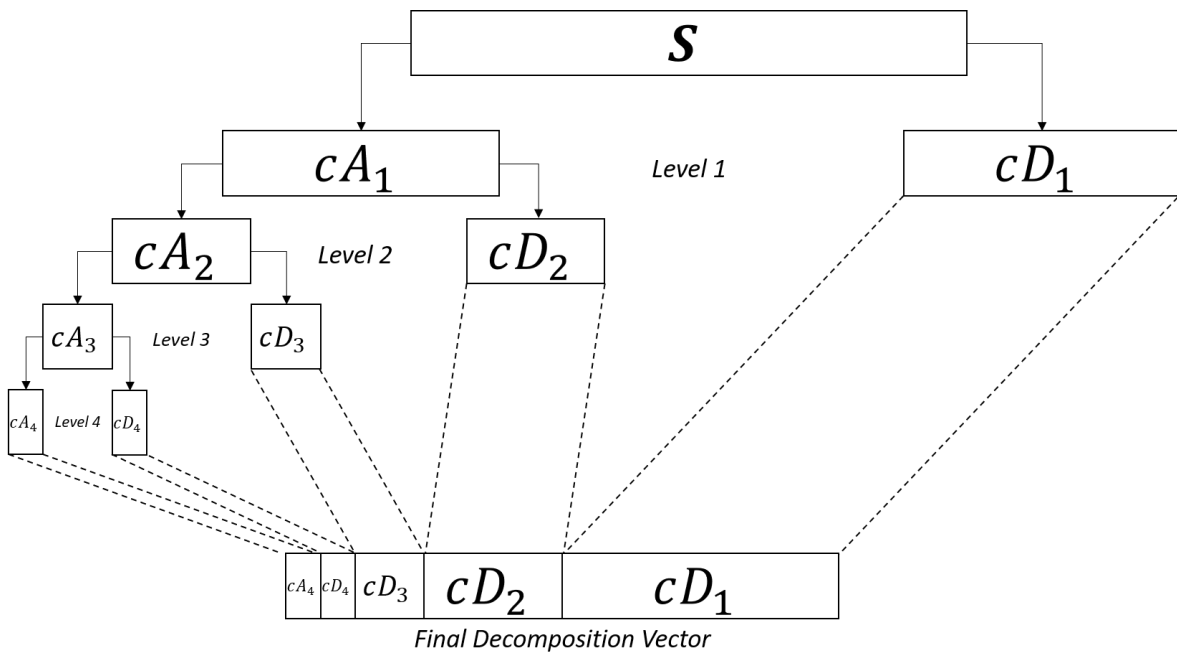 S
cA₁
Level 1
cD₁
cA₂
Level 2
cD₂
cA₃
Level 3
cD₃
cA₄
Level 4
cD₄
cA₄ cD₄ cD₃ cD₂ cD₁
Final Decomposition Vector